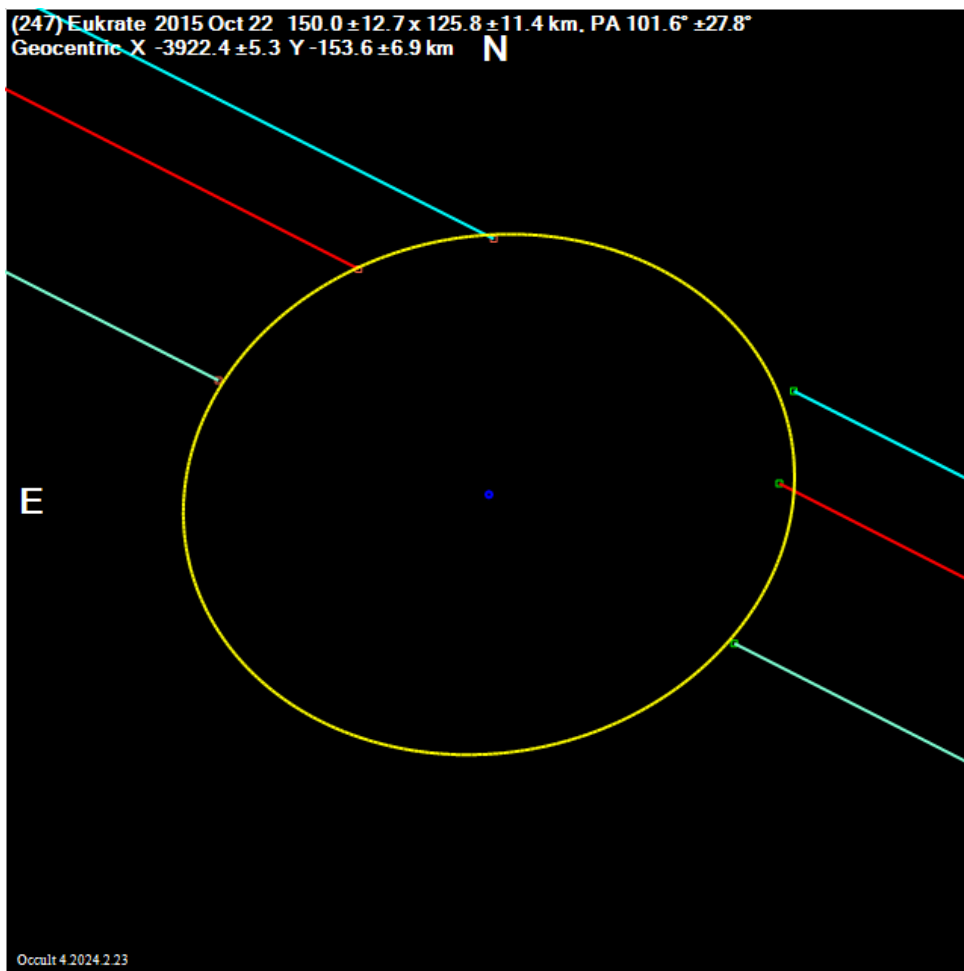 (247) Eukrate 2015 Oct 22 150.0 ±12.7 x 125.8 ±11.4 km, PA 101.6° ±27.8°
Geocentric X -3922.4 ±5.3 Y -153.6 ±6.9 km
N
E
Occult 4.2024.2.23